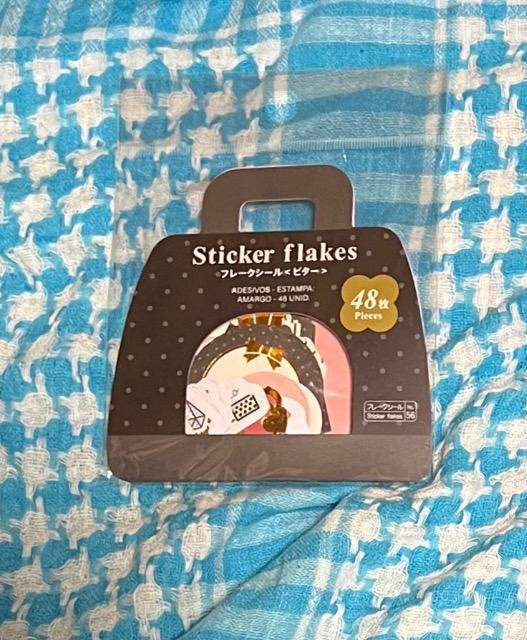 Sticker flakes
フレークシール<ビター>
ADESIVOS - ESTAMPA
AMARGO - 48 UNID.
48枚
Pieces
フレークシール
Sticker flakes
No.
56